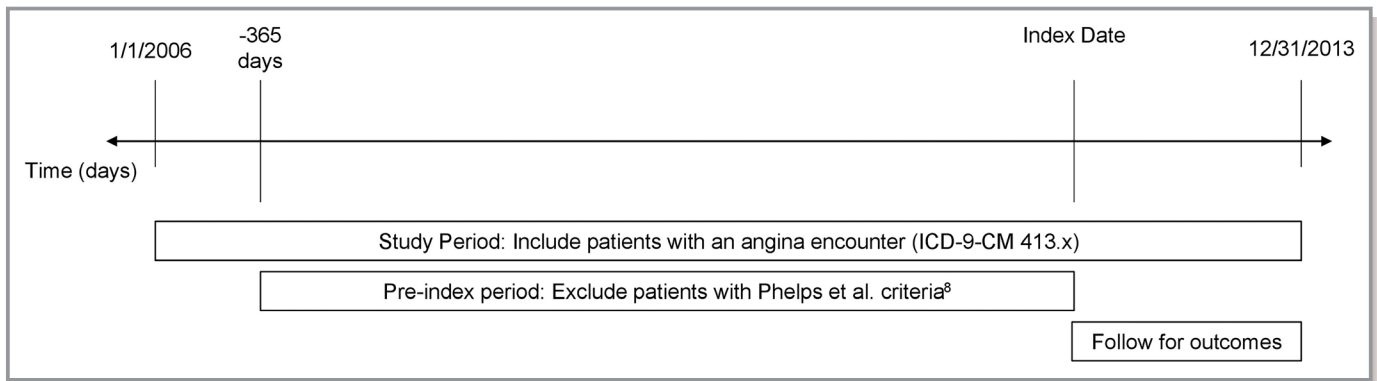 1/1/2006
-365
days
Index Date
12/31/2013
Time (days)
Study Period: Include patients with an angina encounter (ICD-9-CM 413.x)
Pre-index period: Exclude patients with Phelps et al. criteria⁸
Follow for outcomes